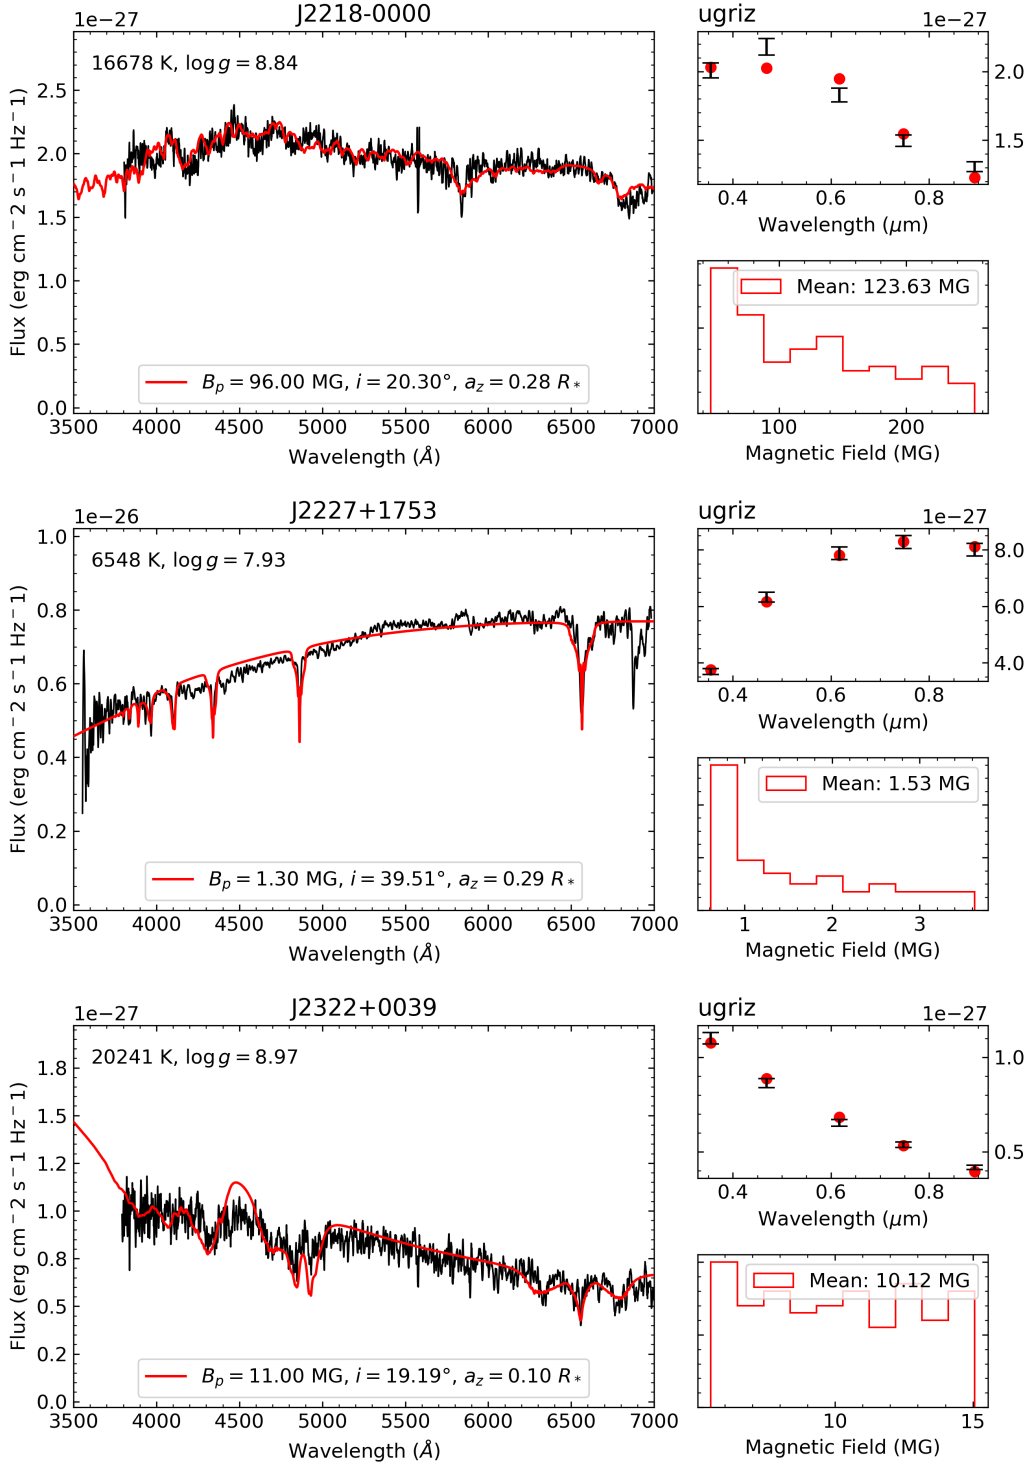 J2218-0000
1e−27
16678 K, log g = 8.84
Flux (erg cm−2 s−1 Hz−1)
2.5
2.0
1.5
1.0
0.5
0.0
B_p = 96.00 MG, i = 20.30°, a_z = 0.28 R_*
3500 4000 4500 5000 5500 6000 6500 7000
Wavelength (Å)
ugriz
1e−27
2.0
1.5
0.4 0.6 0.8
Wavelength (μm)
Mean: 123.63 MG
100 200
Magnetic Field (MG)
J2227+1753
1e−26
6548 K, log g = 7.93
Flux (erg cm−2 s−1 Hz−1)
1.0
0.8
0.6
0.4
0.2
0.0
B_p = 1.30 MG, i = 39.51°, a_z = 0.29 R_*
3500 4000 4500 5000 5500 6000 6500 7000
Wavelength (Å)
ugriz
1e−27
8.0
6.0
4.0
0.4 0.6 0.8
Wavelength (μm)
Mean: 1.53 MG
1 2 3
Magnetic Field (MG)
J2322+0039
1e−27
20241 K, log g = 8.97
Flux (erg cm−2 s−1 Hz−1)
1.8
1.5
1.2
1.0
0.8
0.5
0.2
0.0
B_p = 11.00 MG, i = 19.19°, a_z = 0.10 R_*
3500 4000 4500 5000 5500 6000 6500 7000
Wavelength (Å)
ugriz
1e−27
1.0
0.5
0.4 0.6 0.8
Wavelength (μm)
Mean: 10.12 MG
10 15
Magnetic Field (MG)